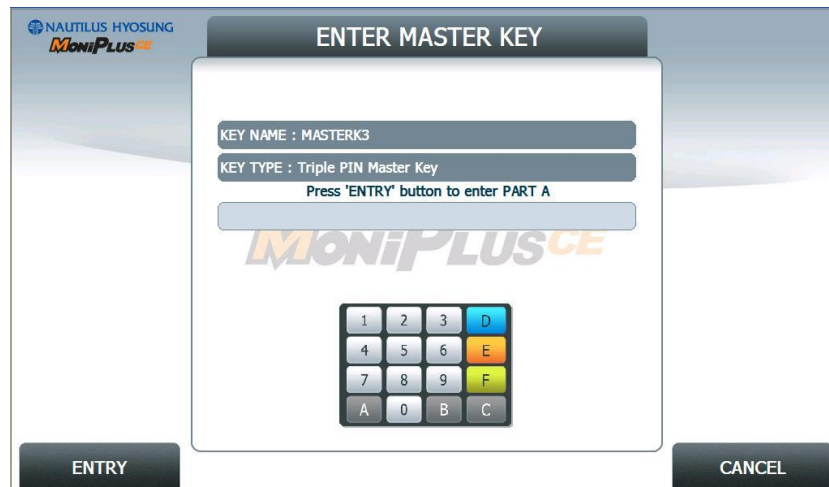 NAUTILUS HYOSUNG
MoniPlusCE
ENTER MASTER KEY
KEY NAME : MASTERK3
KEY TYPE : Triple PIN Master Key
Press 'ENTRY' button to enter PART A
MoniPlusCE
1 2 3 D
4 5 6 E
7 8 9 F
A 0 B C
ENTRY
CANCEL